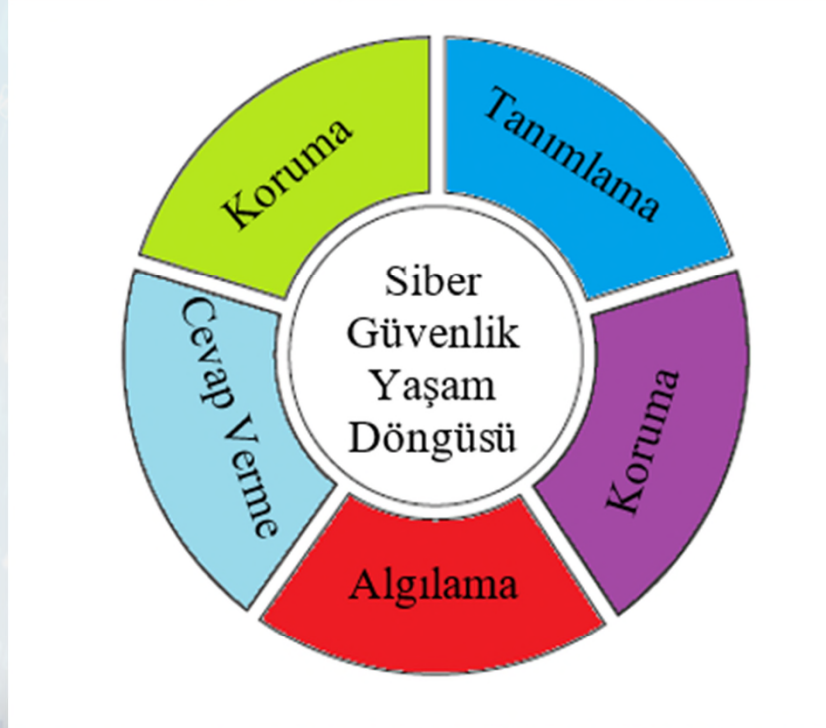 Siber
Güvenlik
Yaşam
Döngüsü
Tanımlama
Koruma
Algılama
Cevap Verme
Koruma